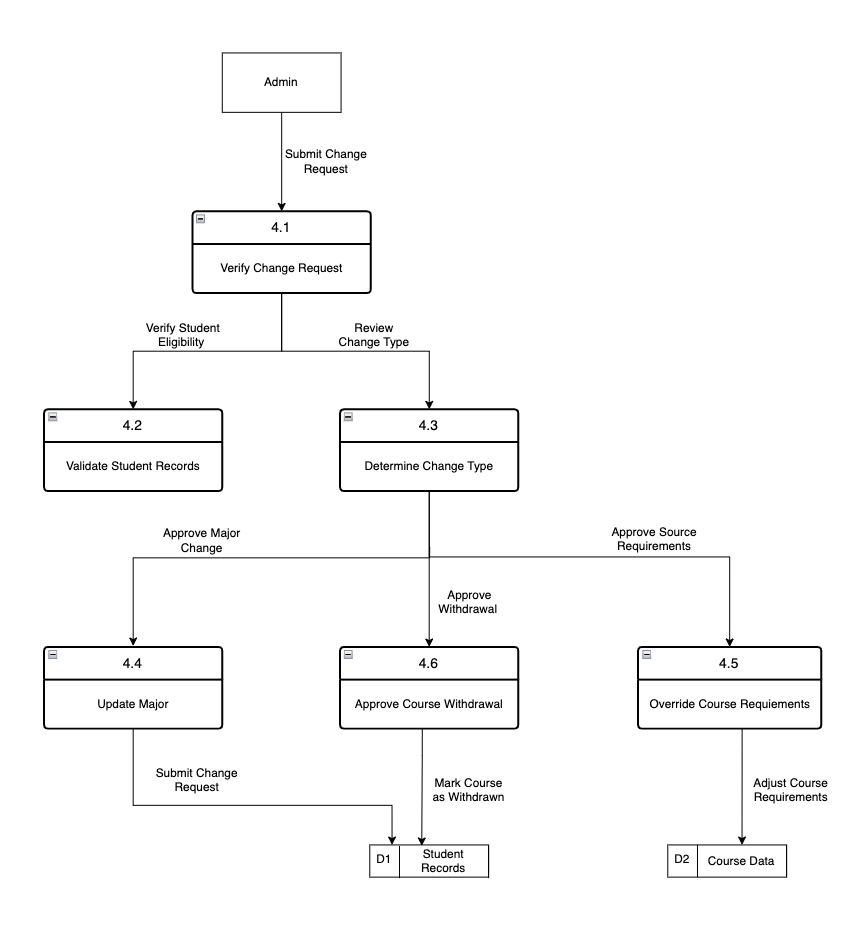 Admin
Submit Change
Request
4.1
Verify Change Request
Verify Student
Eligibility
Review
Change Type
4.2
Validate Student Records
4.3
Determine Change Type
Approve Major
Change
Approve Source
Requirements
Approve
Withdrawal
4.4
Update Major
4.6
Approve Course Withdrawal
4.5
Override Course Requiements
Submit Change
Request
Mark Course
as Withdrawn
Adjust Course
Requirements
D1
Student
Records
D2
Course Data